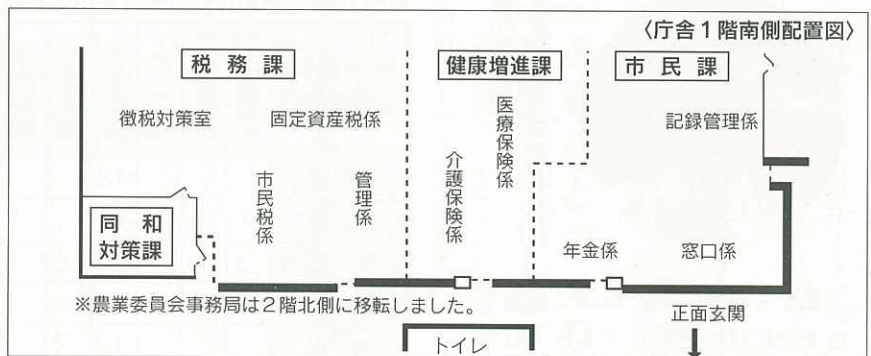 〈庁舎1階南側配置図〉
税務課
健康増進課
市民課
徴税対策室
固定資産税係
医療保険係
記録管理係
市民税係
管理係
介護保険係
同和
対策課
年金係
窓口係
※農業委員会事務局は2階北側に移転しました。
正面玄関
トイレ